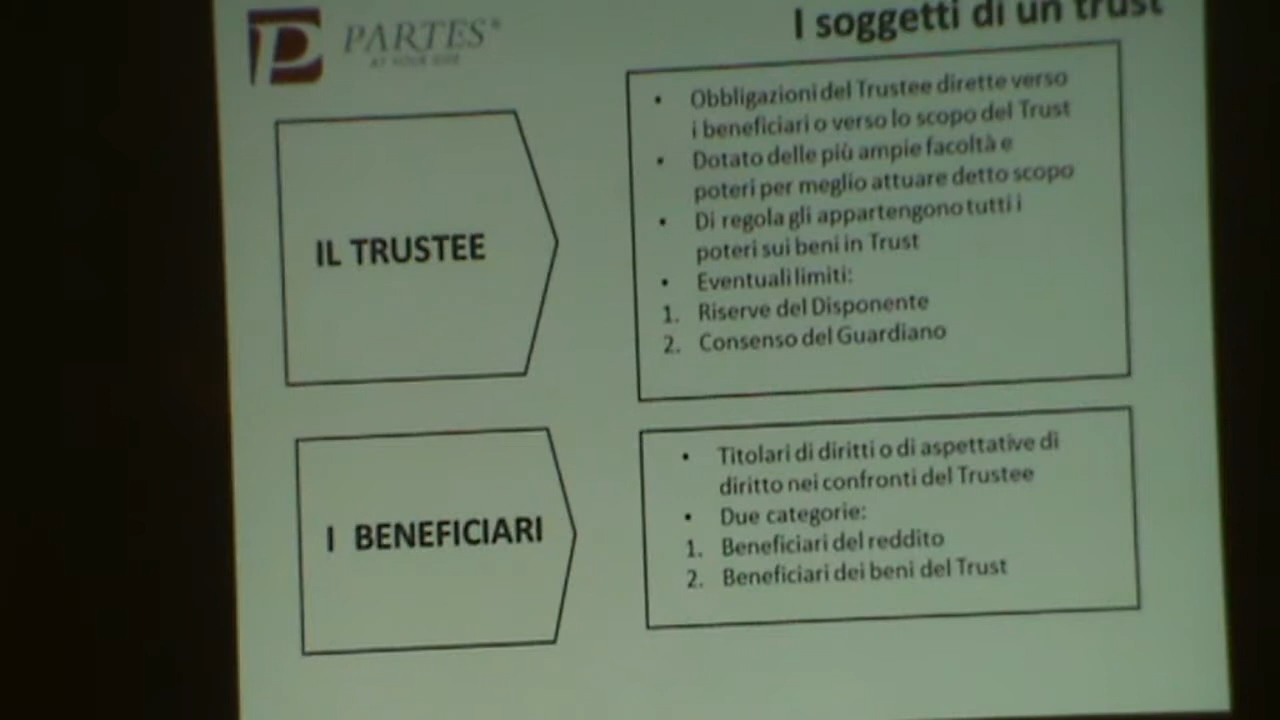 PARTES
AT YOUR SIDE
I soggetti di un trust
IL TRUSTEE
• Obbligazioni del Trustee dirette verso
i beneficiari o verso lo scopo del Trust
• Dotato delle più ampie facoltà e
poteri per meglio attuare detto scopo
• Di regola gli appartengono tutti i
poteri sui beni in Trust
• Eventuali limiti:
1. Riserve del Disponente
2. Consenso del Guardiano
I BENEFICIARI
• Titolari di diritti o di aspettative di
diritto nei confronti del Trustee
• Due categorie:
1. Beneficiari del reddito
2. Beneficiari dei beni del Trust